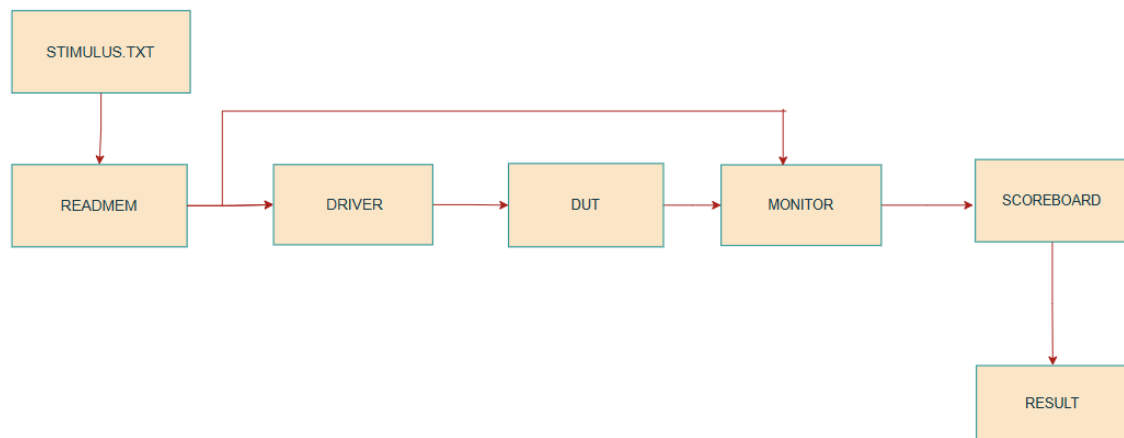 STIMULUS.TXT
READMEM
DRIVER
DUT
MONITOR
SCOREBOARD
RESULT